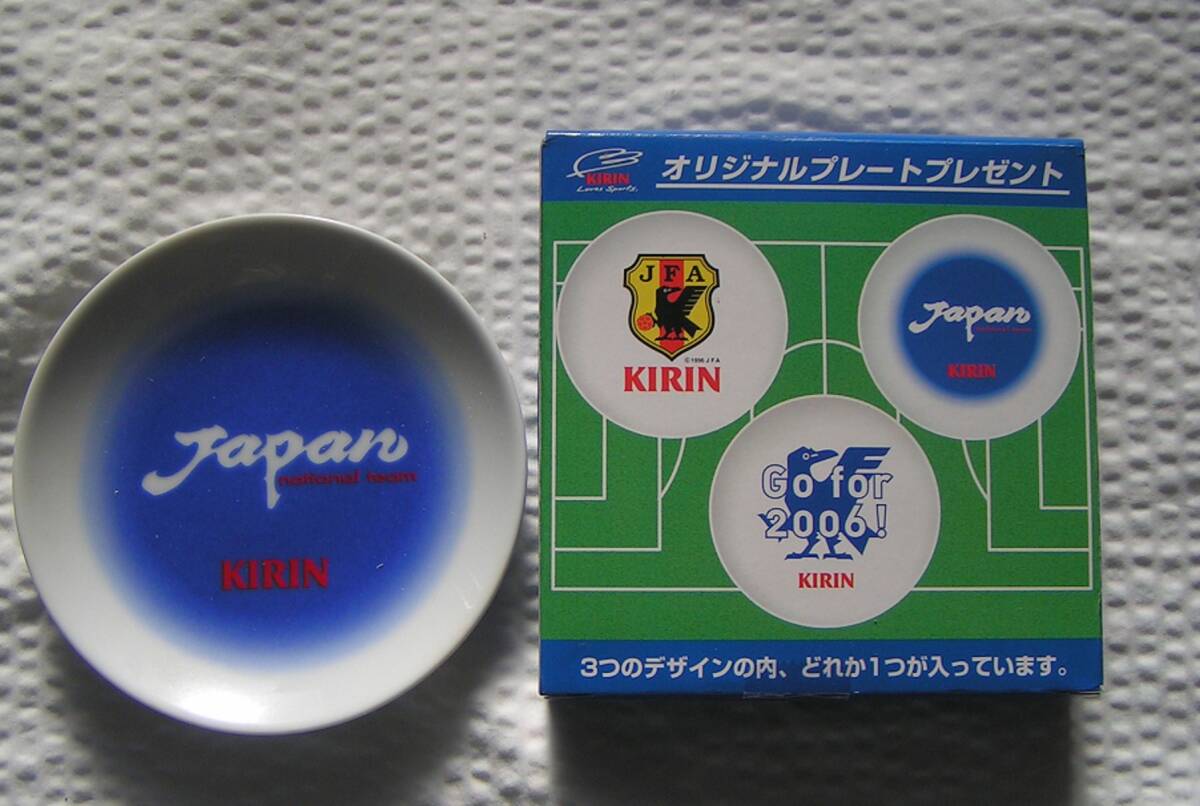 Japan
national team
KIRIN
KIRIN
Loves Sports.
オリジナルプレートプレゼント
JFA
©1996 JFA
KIRIN
Japan
national team
KIRIN
Go for
2006!
KIRIN
3つのデザインの内、どれか1つが入っています。